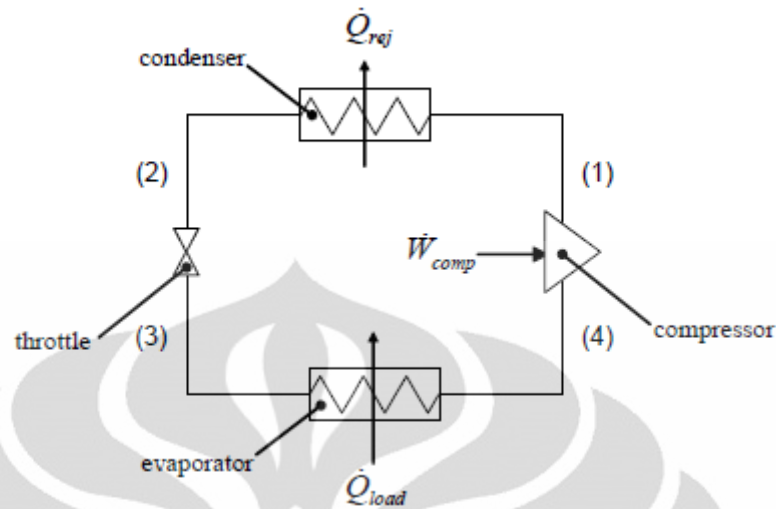 Q̇rej
condenser
(2)
(1)
Ẇcomp
throttle
(3)
(4)
compressor
evaporator
Q̇load